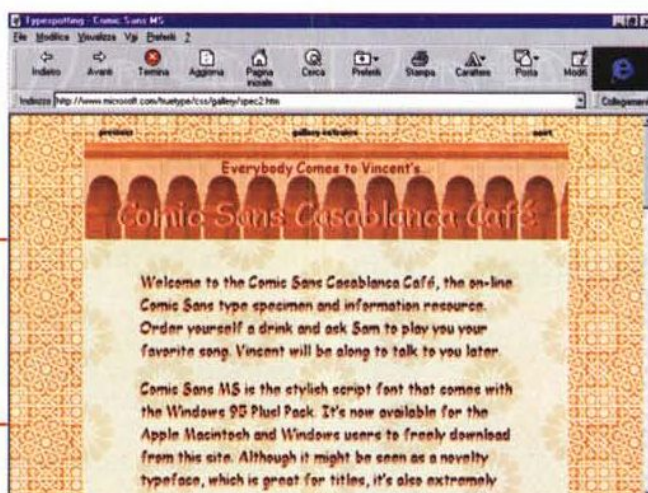 Typespotting - Comic Sans MS
File Modifica Visualizza Vai Preferiti ?
Indietro Avanti Termina Aggiorna Pagina iniziale Cerca Preferiti Stampa Carattere Posta Modifi
Indirizzo http://www.microsoft.com/truetype/css/gallery/spec2.htm Collegamenti
previous gallery extrainfo next
Everybody Comes to Vincent's...
Comic Sans Casablanca Café
Welcome to the Comic Sans Casablanca Café, the on-line
Comic Sans type specimen and information resource.
Order yourself a drink and ask Sam to play you your
favorite song. Vincent will be along to talk to you later.
Comic Sans MS is the stylish script font that comes with
the Windows 95 Plus! Pack. It's now available for the
Apple Macintosh and Windows users to freely download
from this site. Although it might be seen as a novelty
typeface, which is great for titles, it's also extremely